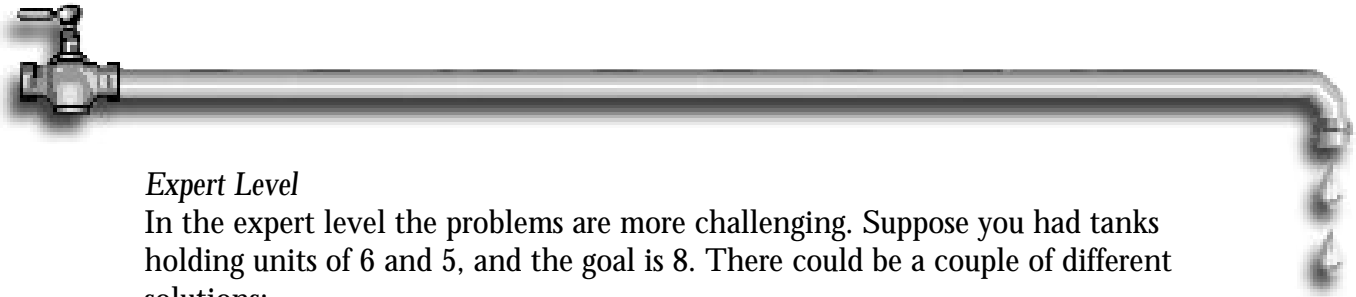 Expert Level
In the expert level the problems are more challenging. Suppose you had tanks
holding units of 6 and 5, and the goal is 8. There could be a couple of different
solutions: